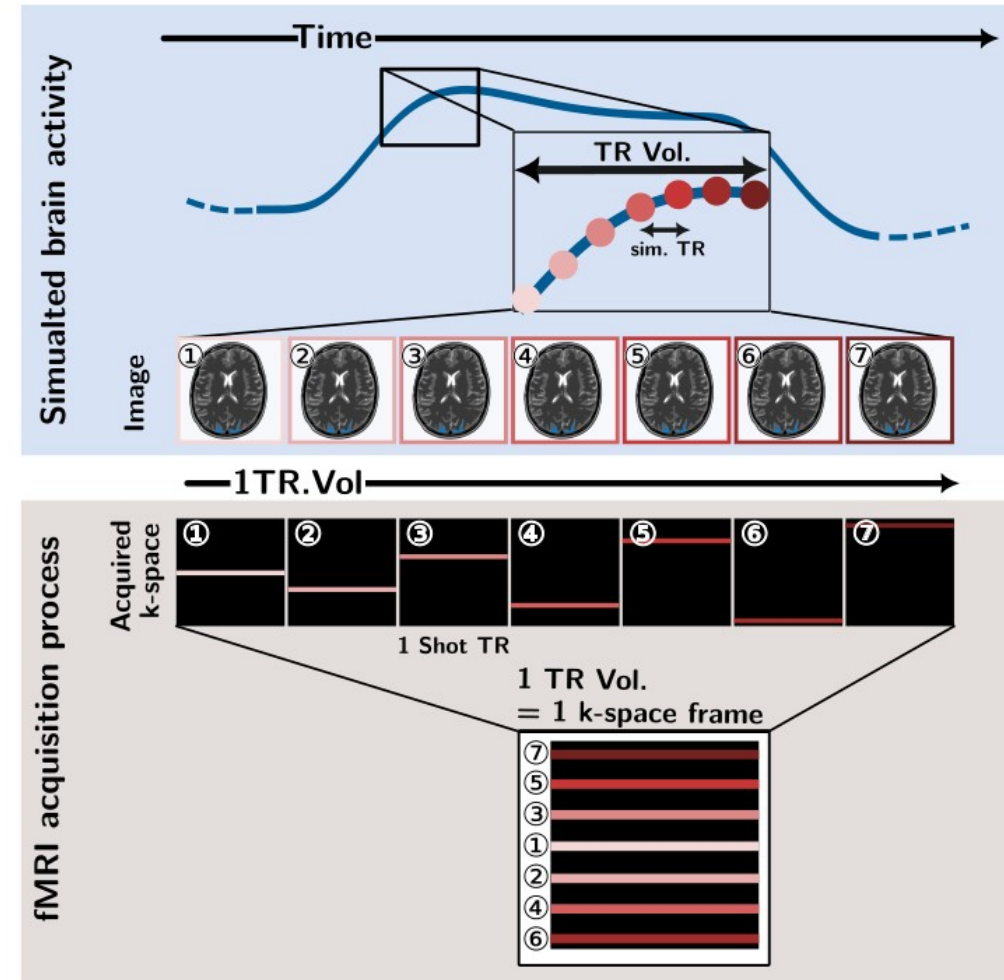 Time
Simualted brain activity
TR Vol.
sim. TR
Image
① ② ③ ④ ⑤ ⑥ ⑦
1TR.Vol
fMRI acquisition process
Acquired
k-space
① ② ③ ④ ⑤ ⑥ ⑦
1 Shot TR
1 TR Vol.
= 1 k-space frame
⑦
⑤
③
①
②
④
⑥